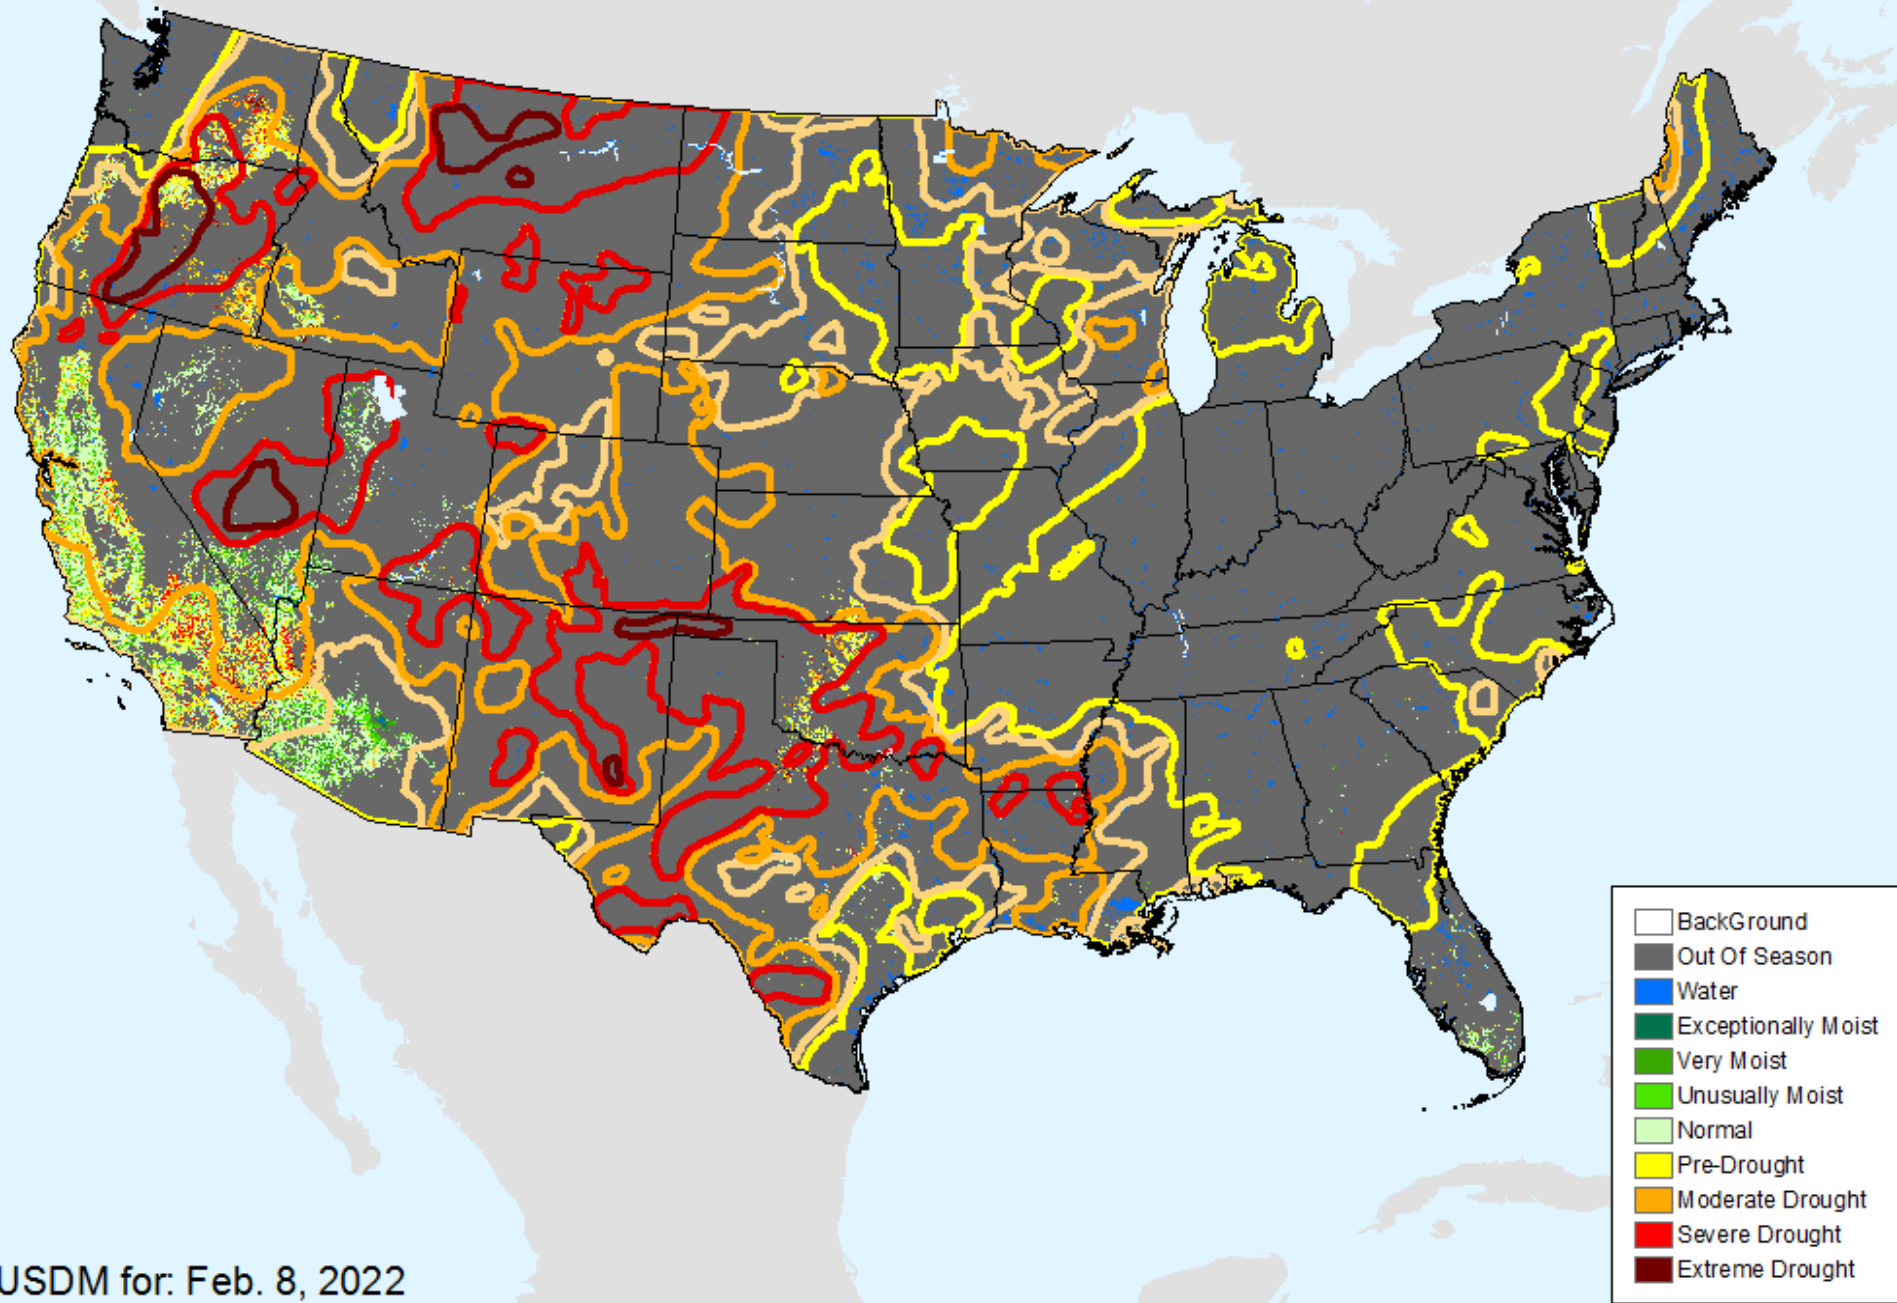 BackGround
Out Of Season
Water
Exceptionally Moist
Very Moist
Unusually Moist
Normal
Pre-Drought
Moderate Drought
Severe Drought
Extreme Drought
USDM for: Feb. 8, 2022